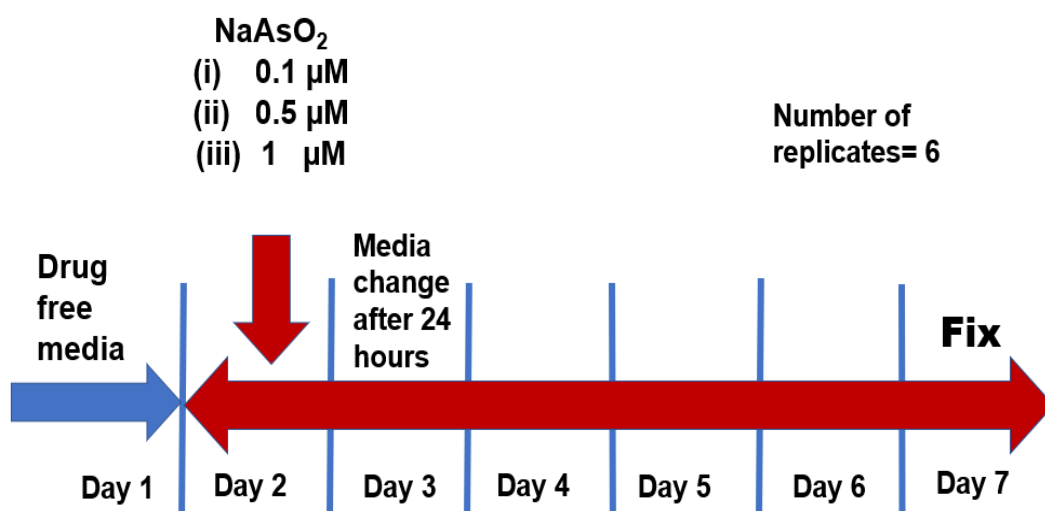 NaAsO₂
(i) 0.1 µM
(ii) 0.5 µM
(iii) 1 µM
Number of
replicates= 6
Drug
free
media
Media
change
after 24
hours
Fix
Day 1
Day 2
Day 3
Day 4
Day 5
Day 6
Day 7